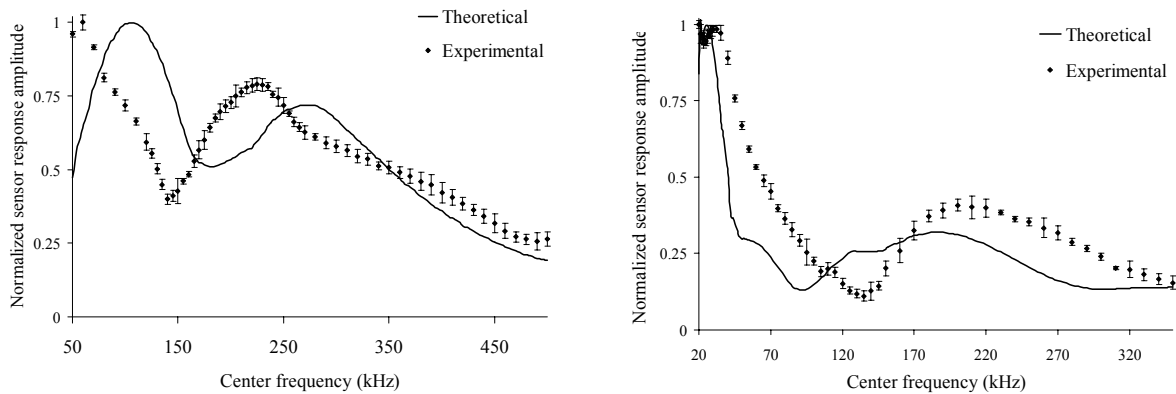 Normalized sensor response amplitude
1
0.75
0.5
0.25
0
50
150
250
350
450
Center frequency (kHz)
Theoretical
Experimental
Normalized sensor response amplitude
1
0.75
0.5
0.25
0
20
70
120
170
220
270
320
Center frequency (kHz)
Theoretical
Experimental